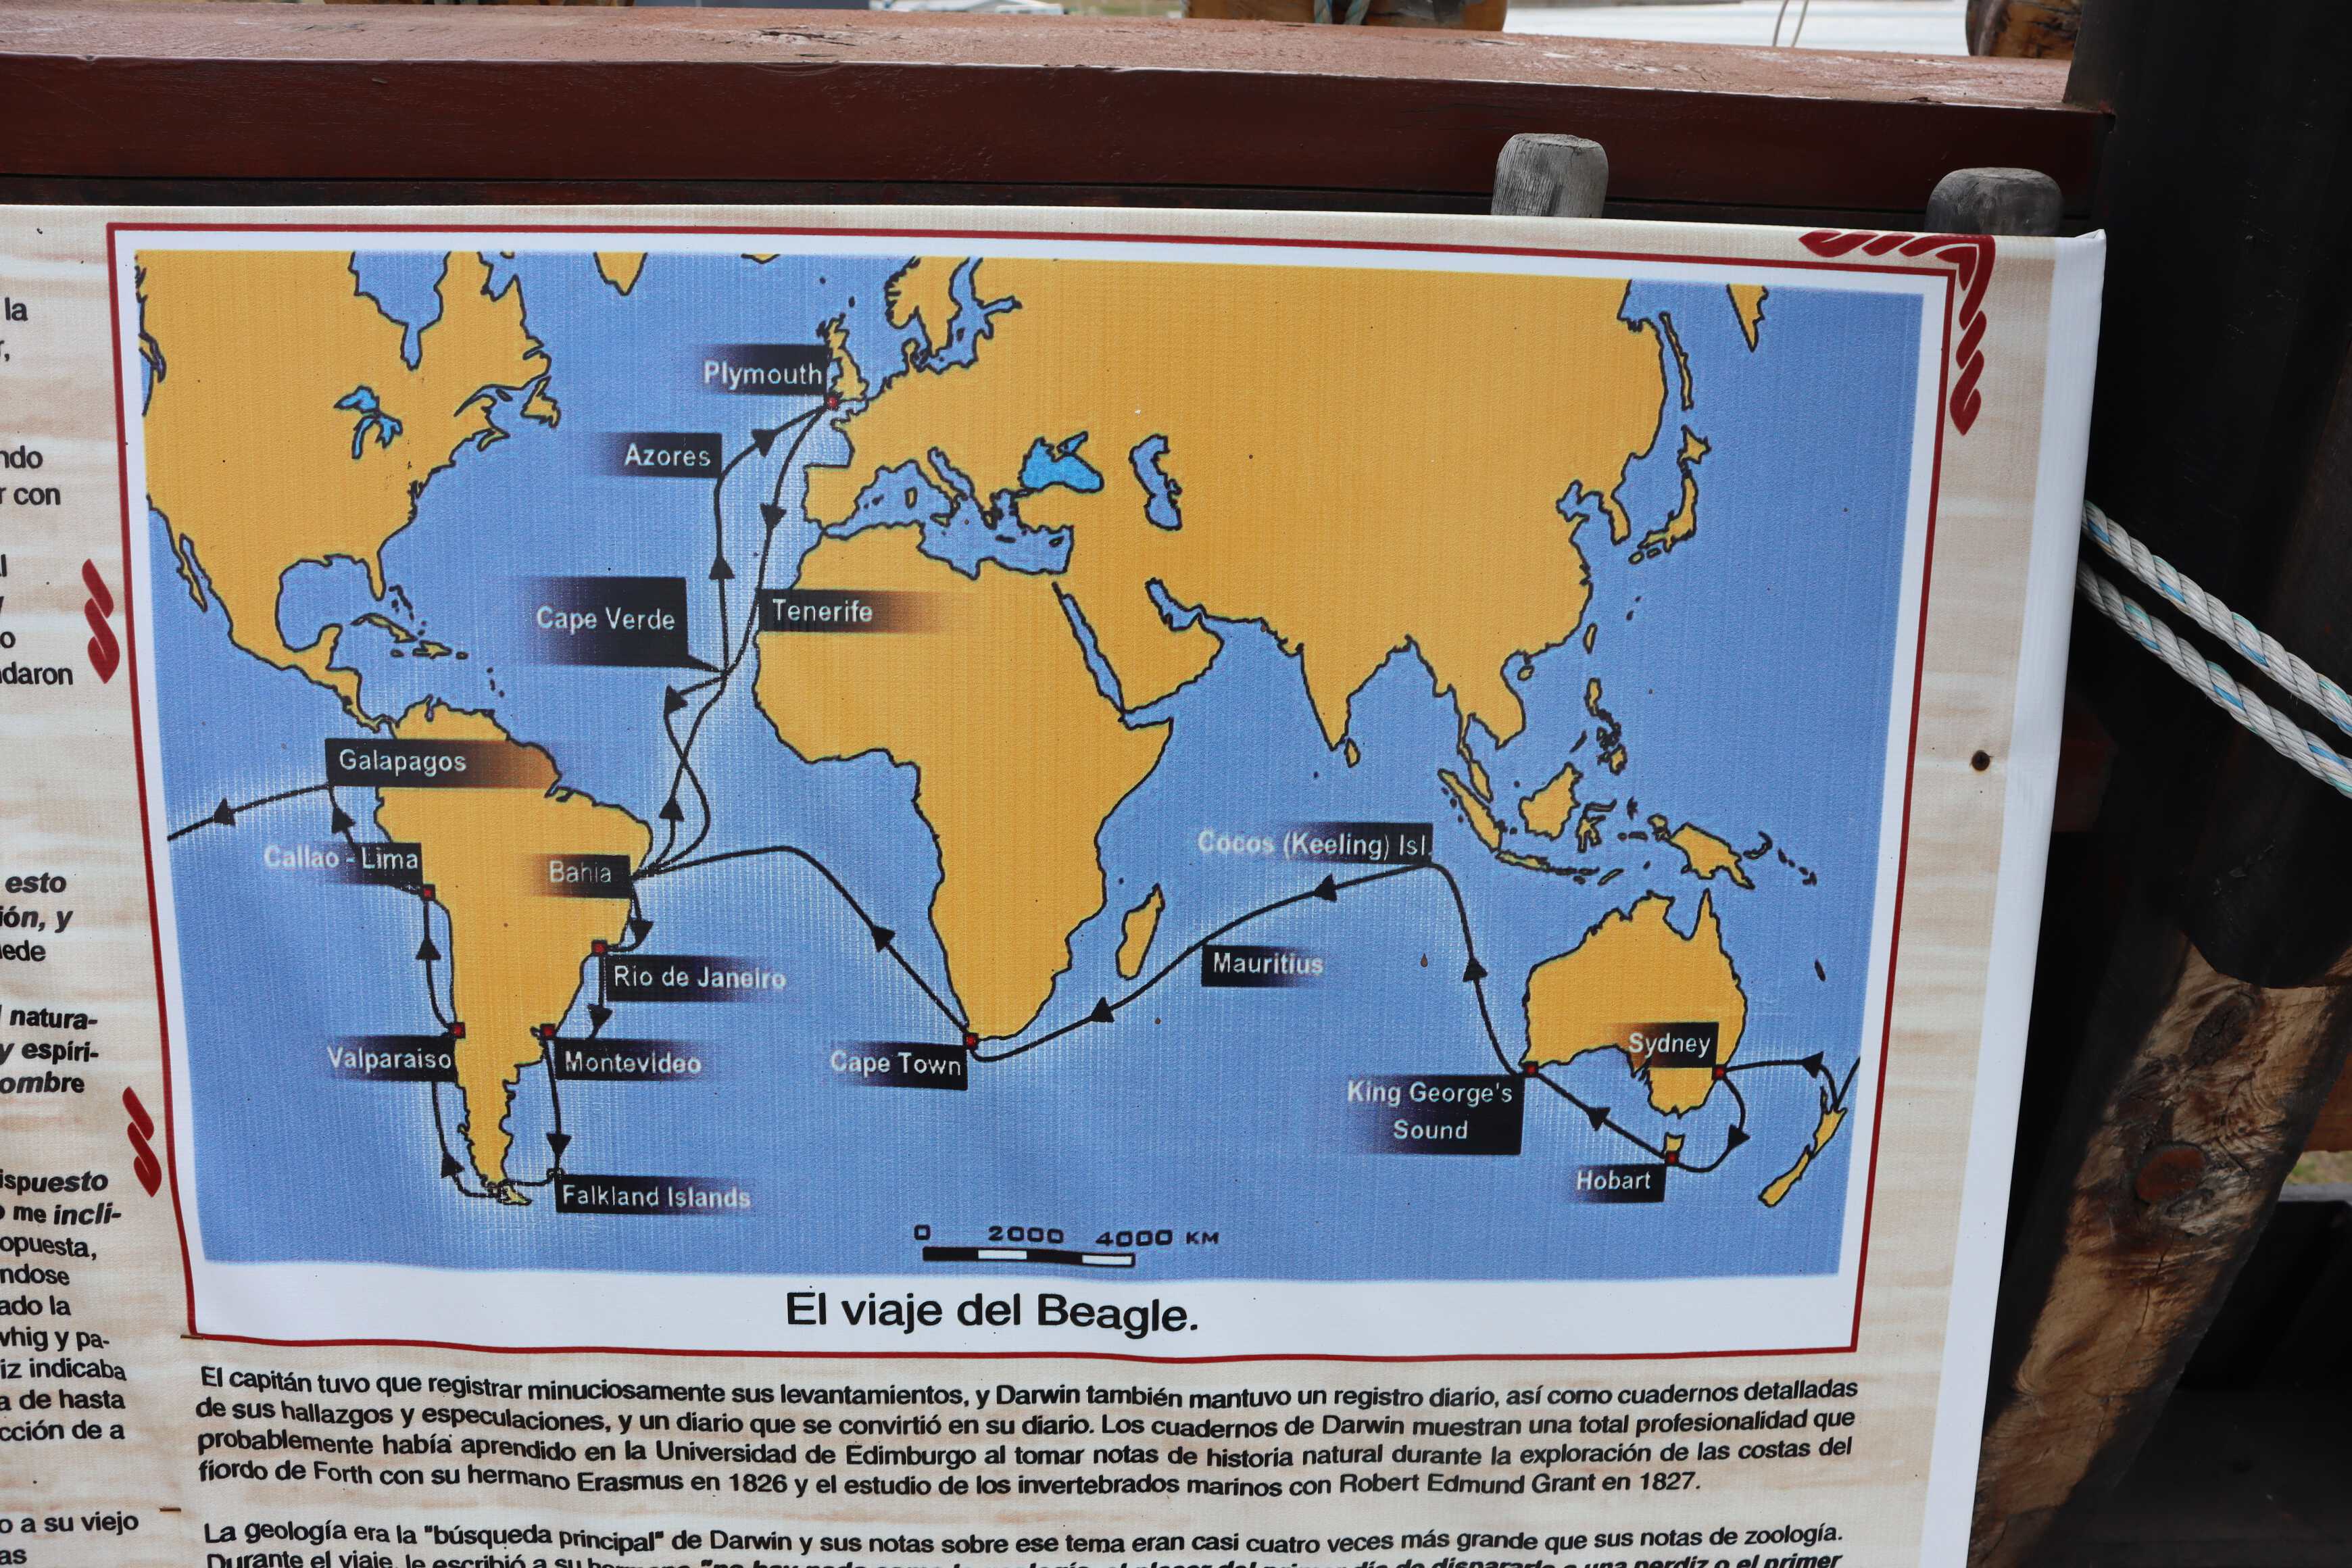 la
r,
ndo
r con
daron
esto
ión, y
uede
natura-
y espíri-
ombre
ispuesto
o me incli-
opuesta,
ndose
ado la
whig y pa-
iz indicaba
a de hasta
cción de a
o a su viejo
as
Plymouth
Azores
Cape Verde
Tenerife
Galapagos
Callao - Lima
Bahia
Cocos (Keeling) Isl.
Rio de Janeiro
Mauritius
Valparaiso
Montevideo
Cape Town
Sydney
King George's
Sound
Hobart
Falkland Islands
0 2000 4000 KM
El viaje del Beagle.
El capitán tuvo que registrar minuciosamente sus levantamientos, y Darwin también mantuvo un registro diario, así como cuadernos detalladas
de sus hallazgos y especulaciones, y un diario que se convirtió en su diario. Los cuadernos de Darwin muestran una total profesionalidad que
probablemente había aprendido en la Universidad de Edimburgo al tomar notas de historia natural durante la exploración de las costas del
fiordo de Forth con su hermano Erasmus en 1826 y el estudio de los invertebrados marinos con Robert Edmund Grant en 1827.
La geología era la "búsqueda principal" de Darwin y sus notas sobre ese tema eran casi cuatro veces más grande que sus notas de zoología.
Durante el viaje, le escribió a su